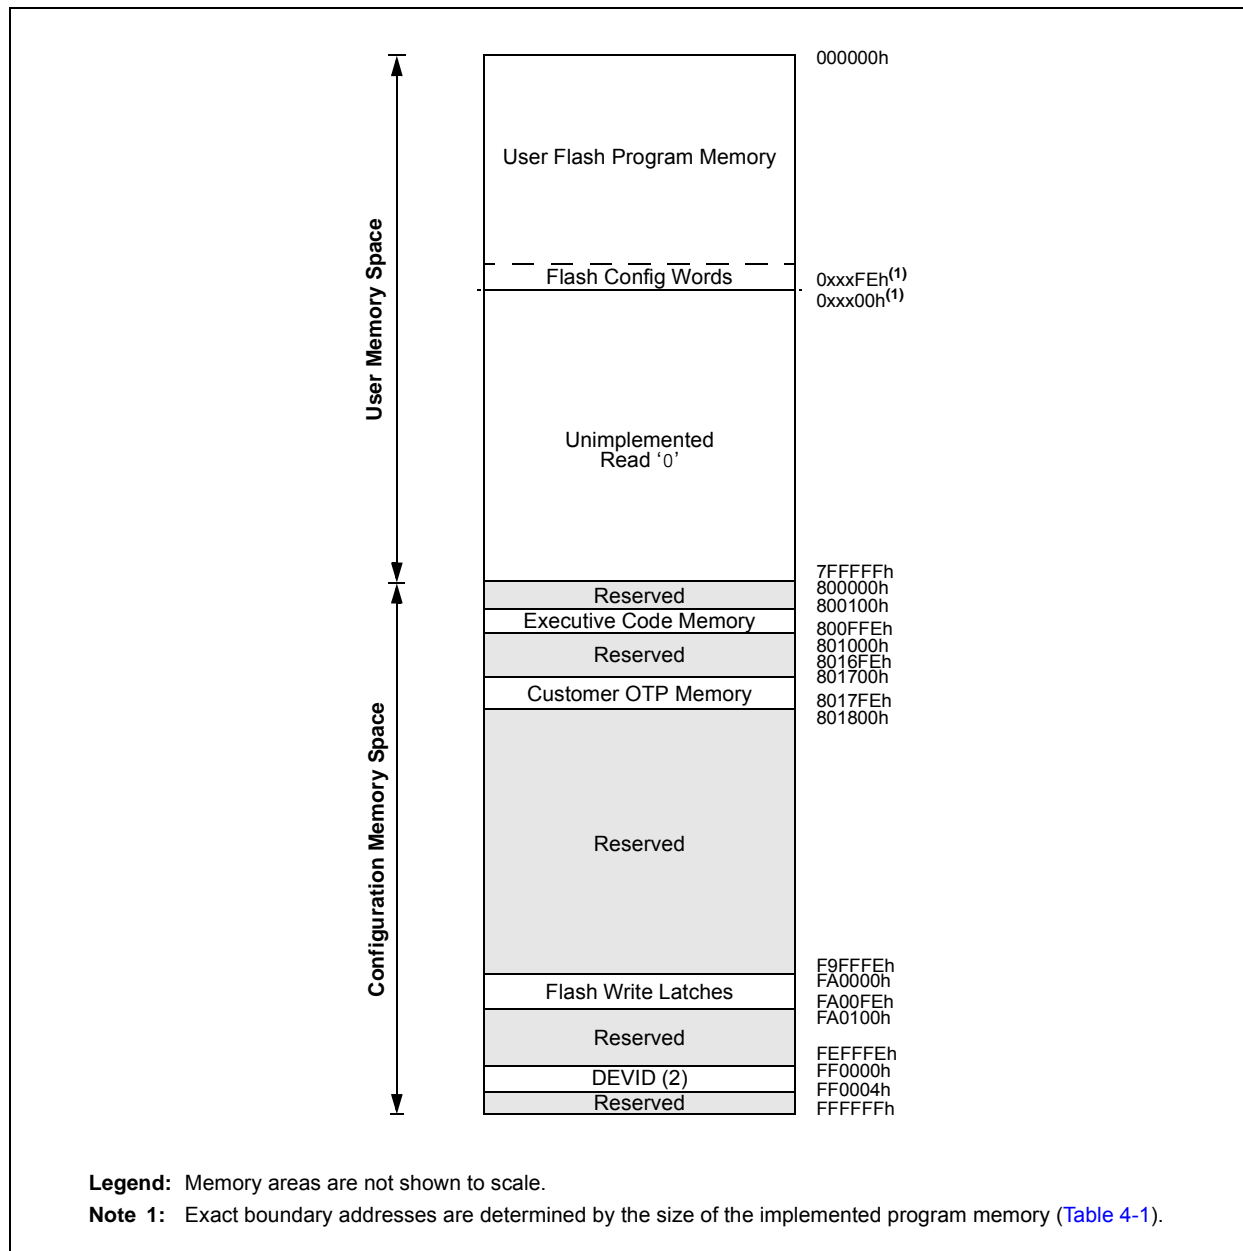 000000h
User Flash Program Memory
User Memory Space
Flash Config Words
0xxxFEh(1)
0xxx00h(1)
Unimplemented
Read ‘0’
7FFFFFh
800000h
Reserved
800100h
Executive Code Memory
800FFEh
801000h
Reserved
8016FEh
801700h
Customer OTP Memory
8017FEh
801800h
Configuration Memory Space
Reserved
F9FFFEh
FA0000h
Flash Write Latches
FA00FEh
FA0100h
Reserved
FEFFFEh
FF0000h
DEVID (2)
FF0004h
Reserved
FFFFFFh
Legend: Memory areas are not shown to scale.
Note 1: Exact boundary addresses are determined by the size of the implemented program memory (Table 4-1).